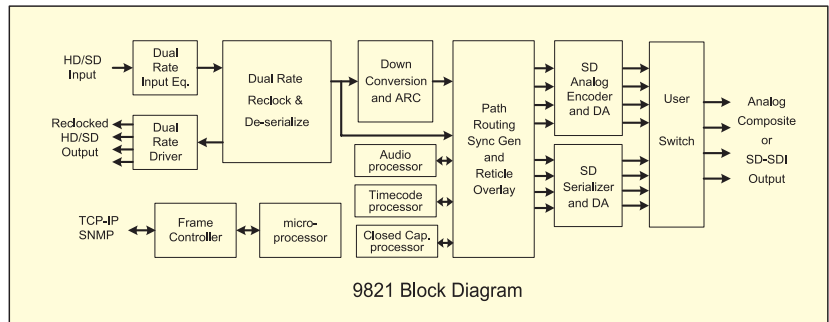 HD/SD
Input
Dual
Rate
Input Eq.
Dual Rate
Reclock &
De-serialize
Down
Conversion
and ARC
Path
Routing
Sync Gen
and
Reticle
Overlay
SD
Analog
Encoder
and DA
User
Switch
Analog
Composite
or
SD-SDI
Output
Reclocked
HD/SD
Output
Dual
Rate
Driver
Audio
processor
Timecode
processor
Closed Cap.
processor
SD
Serializer
and DA
TCP-IP
SNMP
Frame
Controller
micro-
processor
9821 Block Diagram